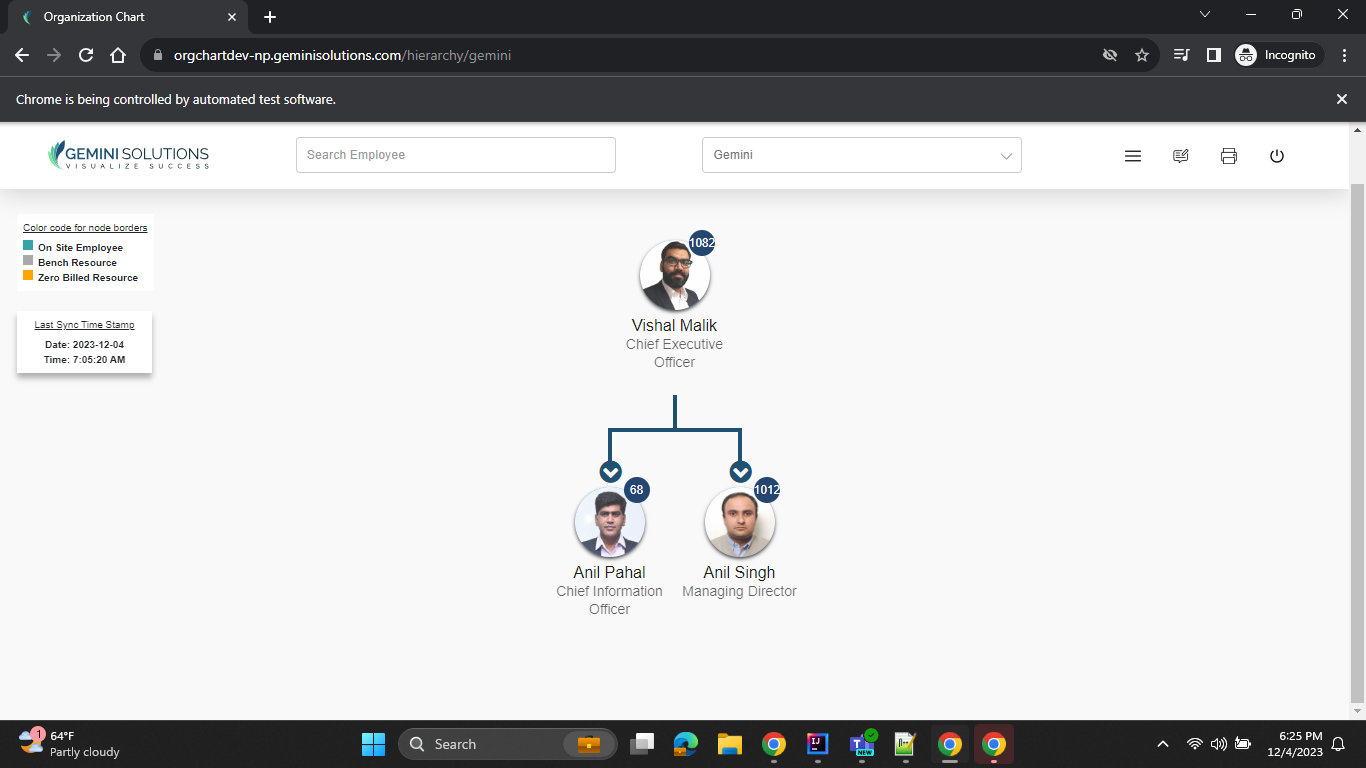 Organization Chart
orgchartdev-np.geminisolutions.com/hierarchy/gemini
Incognito
Chrome is being controlled by automated test software.
GEMINI SOLUTIONS
VISUALIZE SUCCESS
Search Employee
Gemini
Color code for node borders
On Site Employee
Bench Resource
Zero Billed Resource
Last Sync Time Stamp
Date: 2023-12-04
Time: 7:05:20 AM
1082
Vishal Malik
Chief Executive
Officer
68
1012
Anil Pahal
Chief Information
Officer
Anil Singh
Managing Director
1
64°F
Partly cloudy
Search
IJ
T
NEW
6:25 PM
12/4/2023